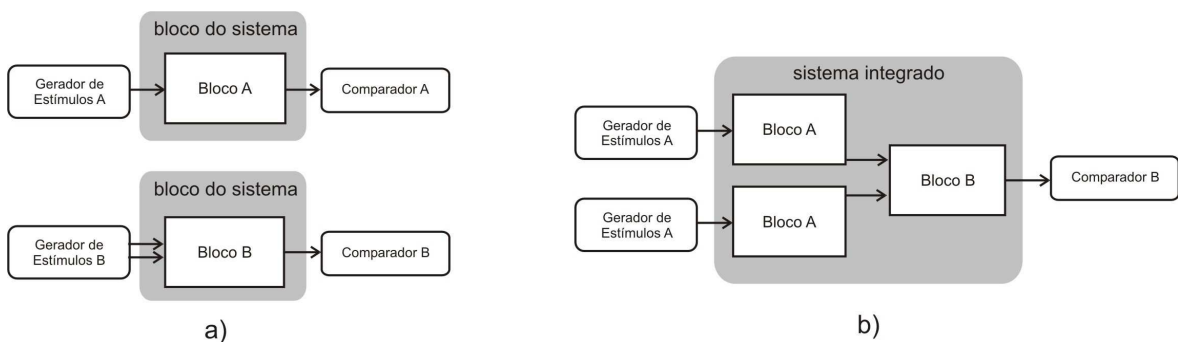 bloco do sistema
Gerador de
Estímulos A
Bloco A
Comparador A
bloco do sistema
Gerador de
Estímulos B
Bloco B
Comparador B
a)
sistema integrado
Gerador de
Estímulos A
Bloco A
Bloco B
Comparador B
Gerador de
Estímulos A
Bloco A
b)